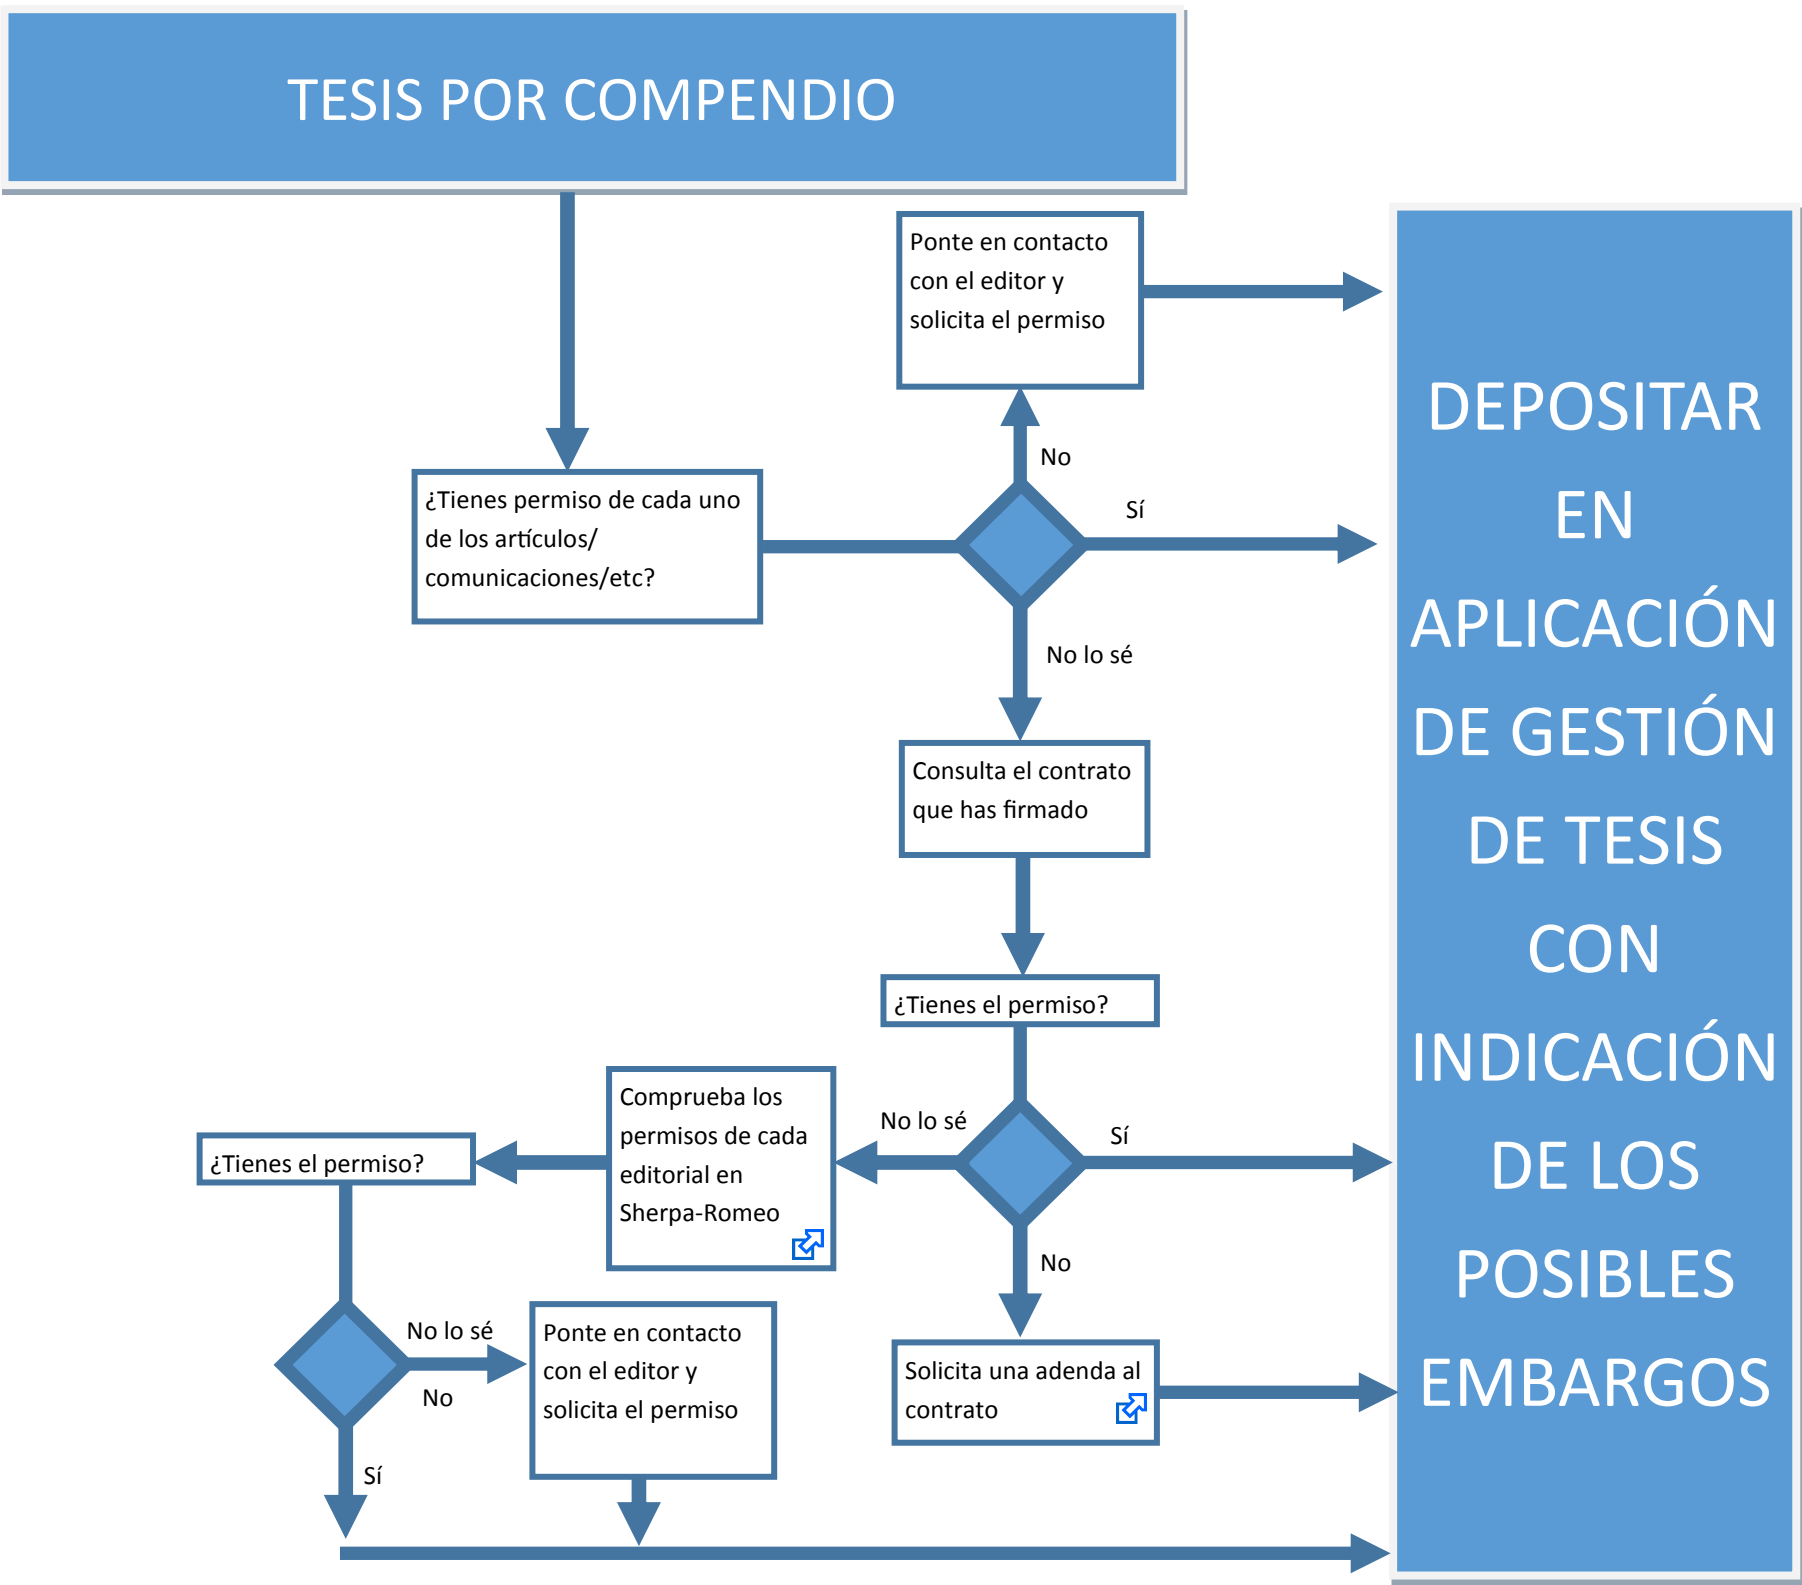 TESIS POR COMPENDIO
Ponte en contacto
con el editor y
solicita el permiso
No
¿Tienes permiso de cada uno
de los artículos/
comunicaciones/etc?
Sí
No lo sé
Consulta el contrato
que has firmado
¿Tienes el permiso?
Comprueba los
permisos de cada
editorial en
Sherpa-Romeo
No lo sé
Sí
No
¿Tienes el permiso?
No lo sé
No
Sí
Ponte en contacto
con el editor y
solicita el permiso
Solicita una adenda al
contrato
DEPOSITAR
EN
APLICACIÓN
DE GESTIÓN
DE TESIS
CON
INDICACIÓN
DE LOS
POSIBLES
EMBARGOS